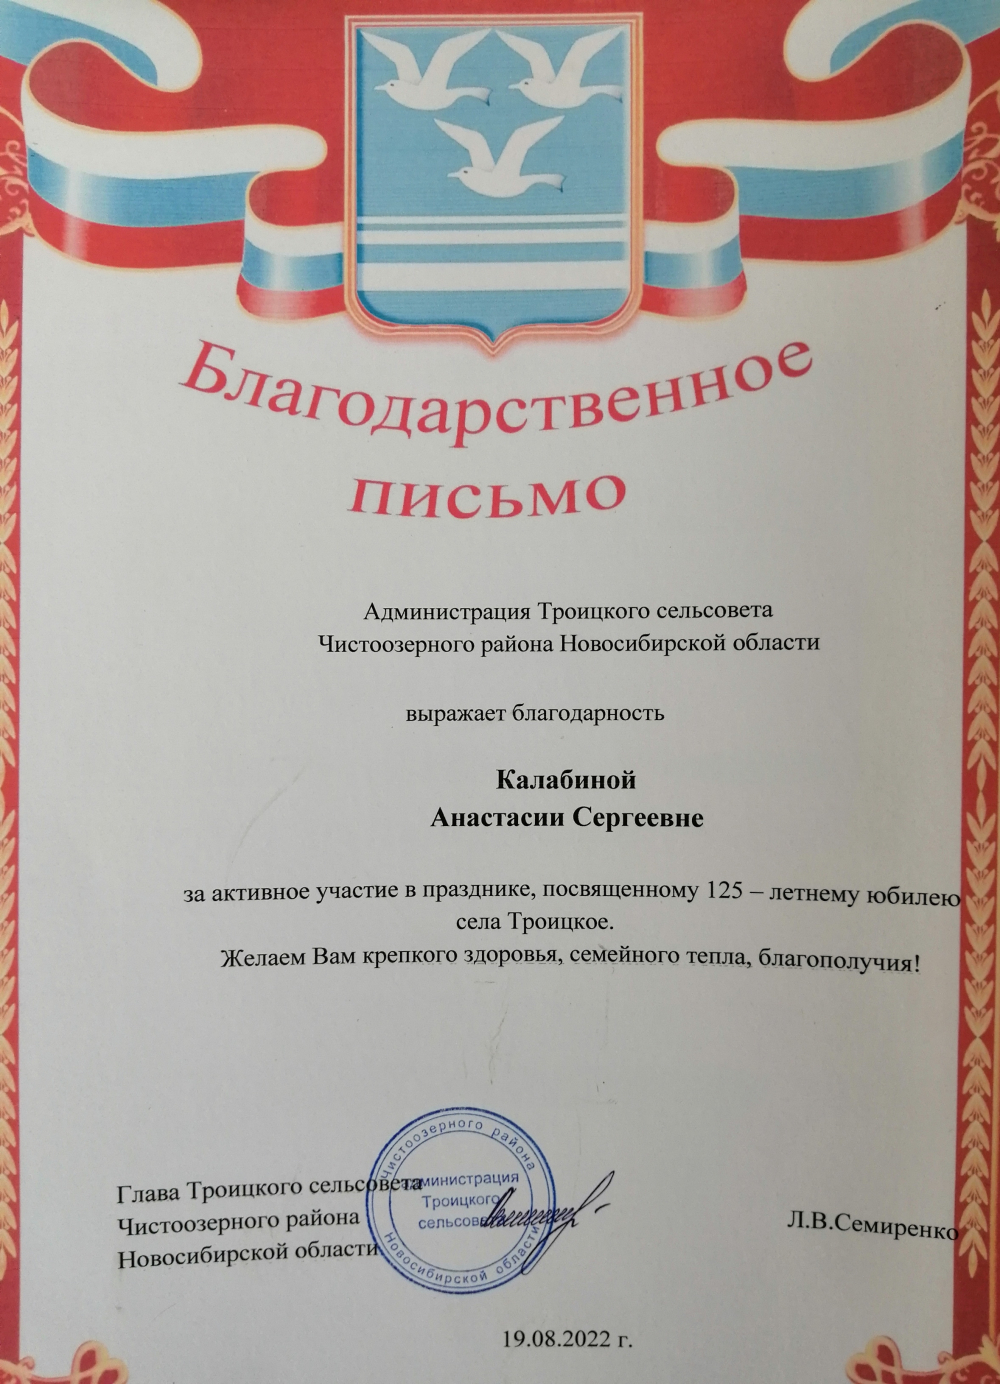 Благодарственное
письмо
Администрация Троицкого сельсовета
Чистоозерного района Новосибирской области
выражает благодарность
Калабиной
Анастасии Сергеевне
за активное участие в празднике, посвященному 125 – летнему юбилею
села Троицкое.
Желаем Вам крепкого здоровья, семейного тепла, благополучия!
Глава Троицкого сельсовета
Чистоозерного района
Новосибирской области
Чистоозерного района
Администрация
Троицкого
сельсовета
Новосибирской области
Л.В.Семиренко
19.08.2022 г.